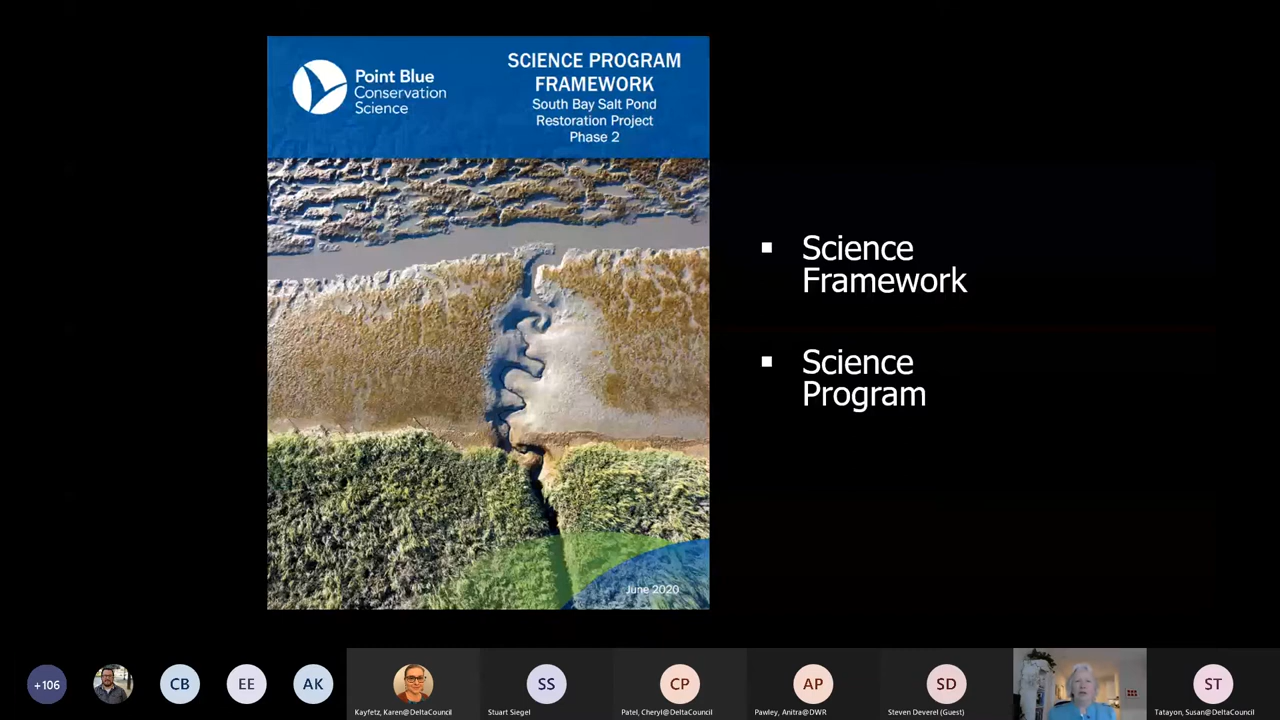 Point Blue
Conservation
Science
SCIENCE PROGRAM
FRAMEWORK
South Bay Salt Pond
Restoration Project
Phase 2
June 2020
Science
Framework
Science
Program
+106
CB
EE
AK
Kayfetz, Karen@DeltaCouncil
SS
Stuart Siegel
CP
Patel, Cheryl@DeltaCouncil
AP
Pawley, Anitra@DWR
SD
Steven Deverel (Guest)
ST
Tatayon, Susan@DeltaCouncil